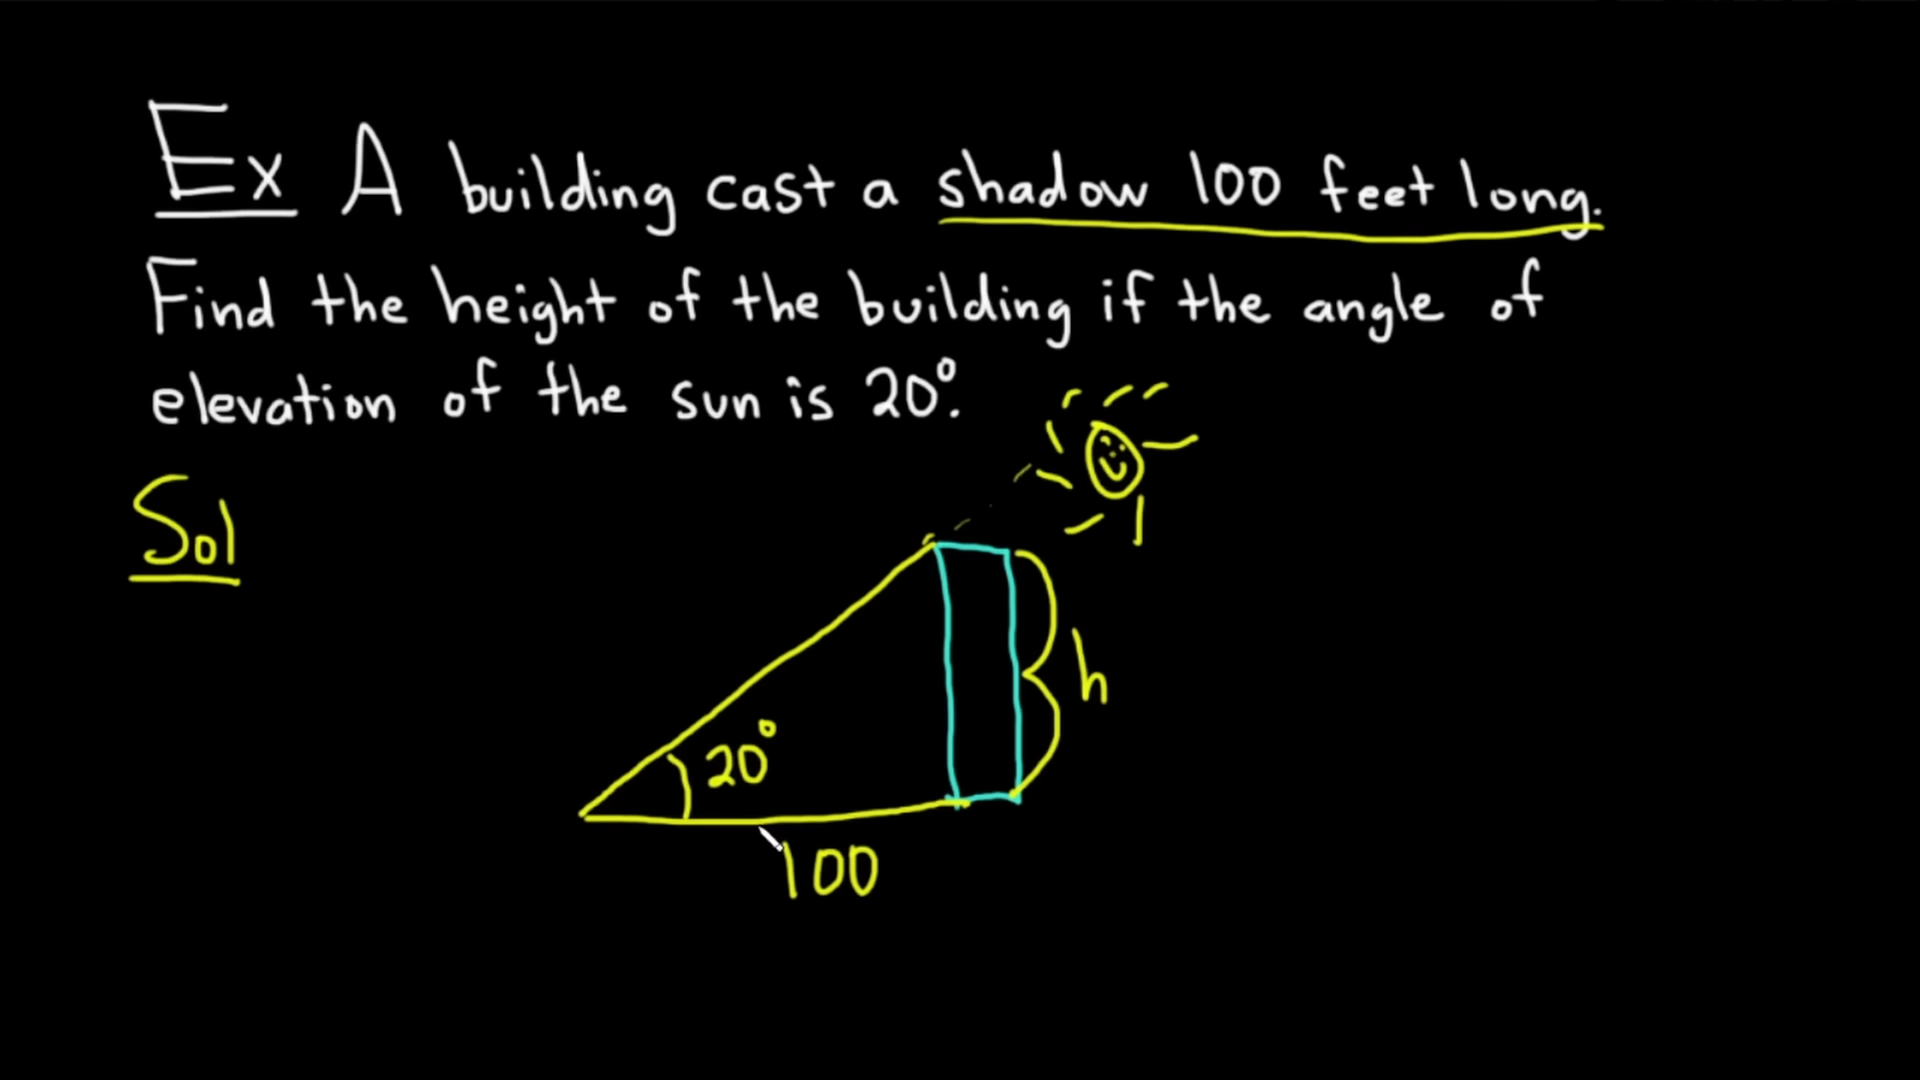 Ex A building cast a shadow 100 feet long.
Find the height of the building if the angle of
elevation of the sun is 20°.
Sol
h
20°
100